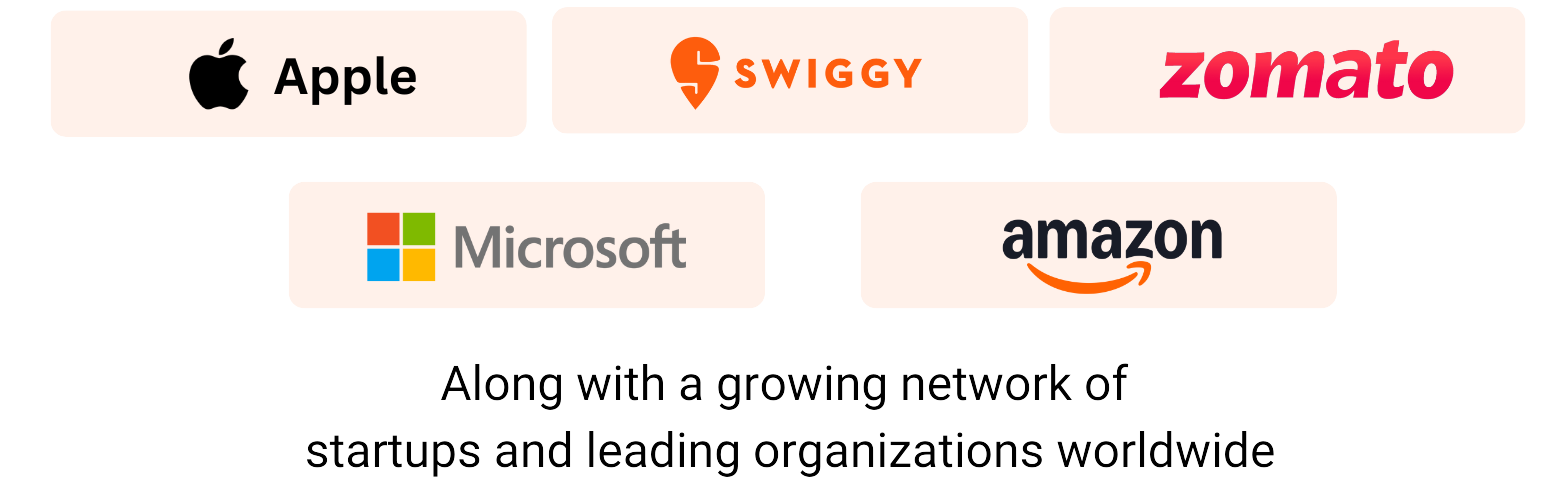 Apple
SWIGGY
zomato
Microsoft
amazon
Along with a growing network of
startups and leading organizations worldwide